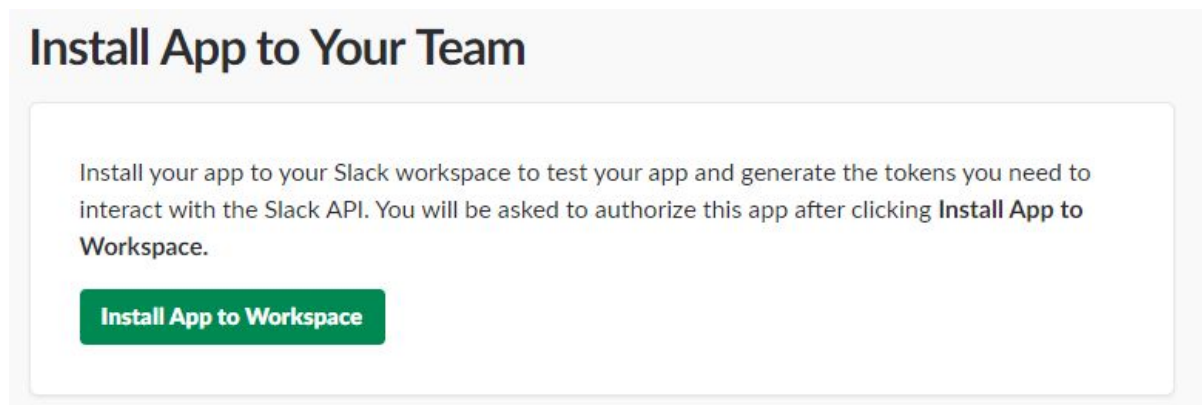 Install App to Your Team
Install your app to your Slack workspace to test your app and generate the tokens you need to
interact with the Slack API. You will be asked to authorize this app after clicking Install App to
Workspace.
Install App to Workspace